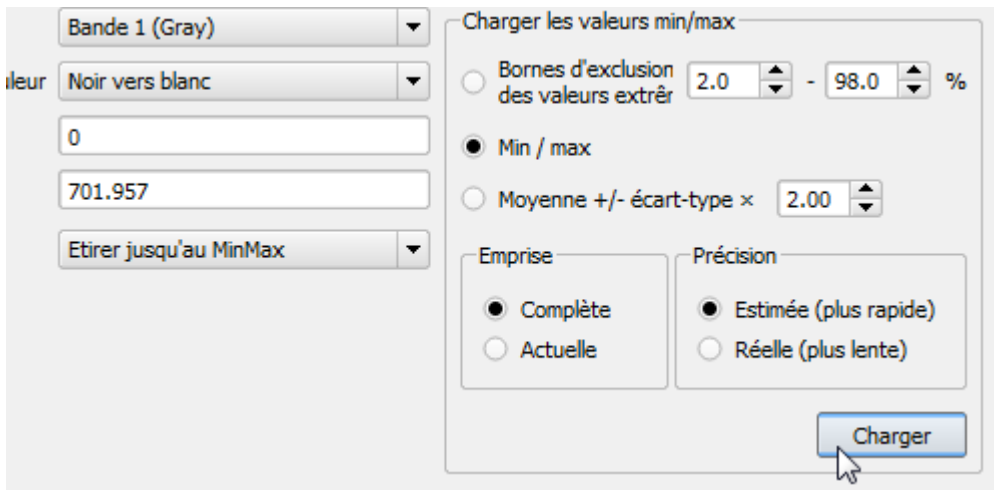 Bande 1 (Gray)
uleur Noir vers blanc
0
701.957
Etirer jusqu'au MinMax
Charger les valeurs min/max
Bornes d'exclusion
des valeurs extrêr 2.0 - 98.0 %
Min / max
Moyenne +/- écart-type × 2.00
Emprise
Complète
Actuelle
Précision
Estimée (plus rapide)
Réelle (plus lente)
Charger